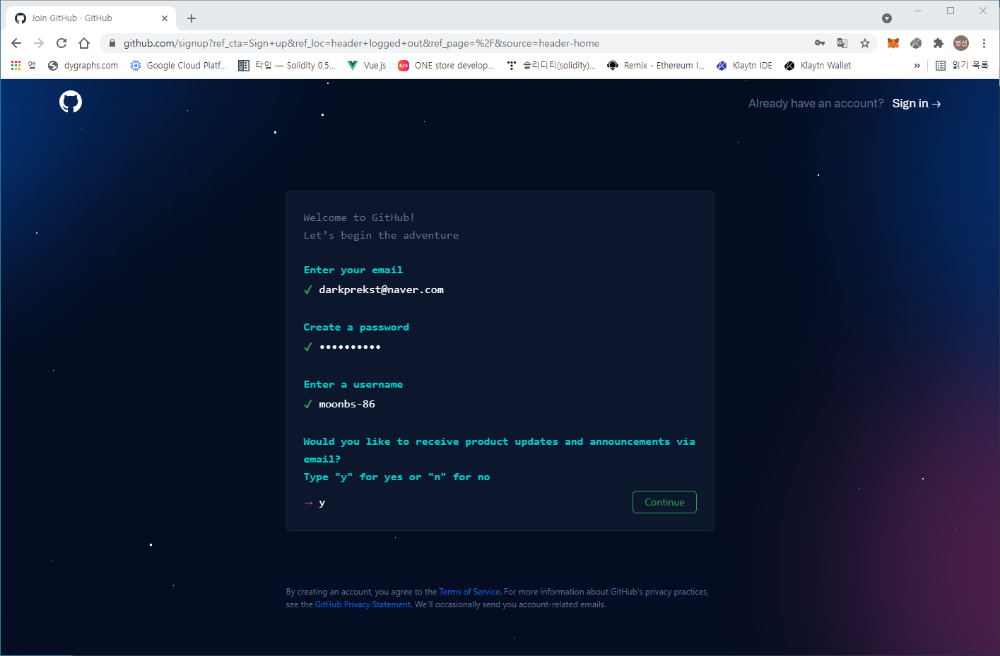 Join GitHub · GitHub
github.com/signup?ref_cta=Sign+up&ref_loc=header+logged+out&ref_page=%2F&source=header-home
병선
앱 dygraphs.com Google Cloud Platf... 타입 — Solidity 0.5... Vue.js ONE store develop... 솔리디티(solidity)... Remix - Ethereum I... Klaytn IDE Klaytn Wallet » 읽기 목록
Already have an account? Sign in →
Welcome to GitHub!
Let’s begin the adventure
Enter your email
✓ darkprekst@naver.com
Create a password
✓ ••••••••••
Enter a username
✓ moonbs-86
Would you like to receive product updates and announcements via
email?
Type "y" for yes or "n" for no
→ y
Continue
By creating an account, you agree to the Terms of Service. For more information about GitHub's privacy practices,
see the GitHub Privacy Statement. We'll occasionally send you account-related emails.